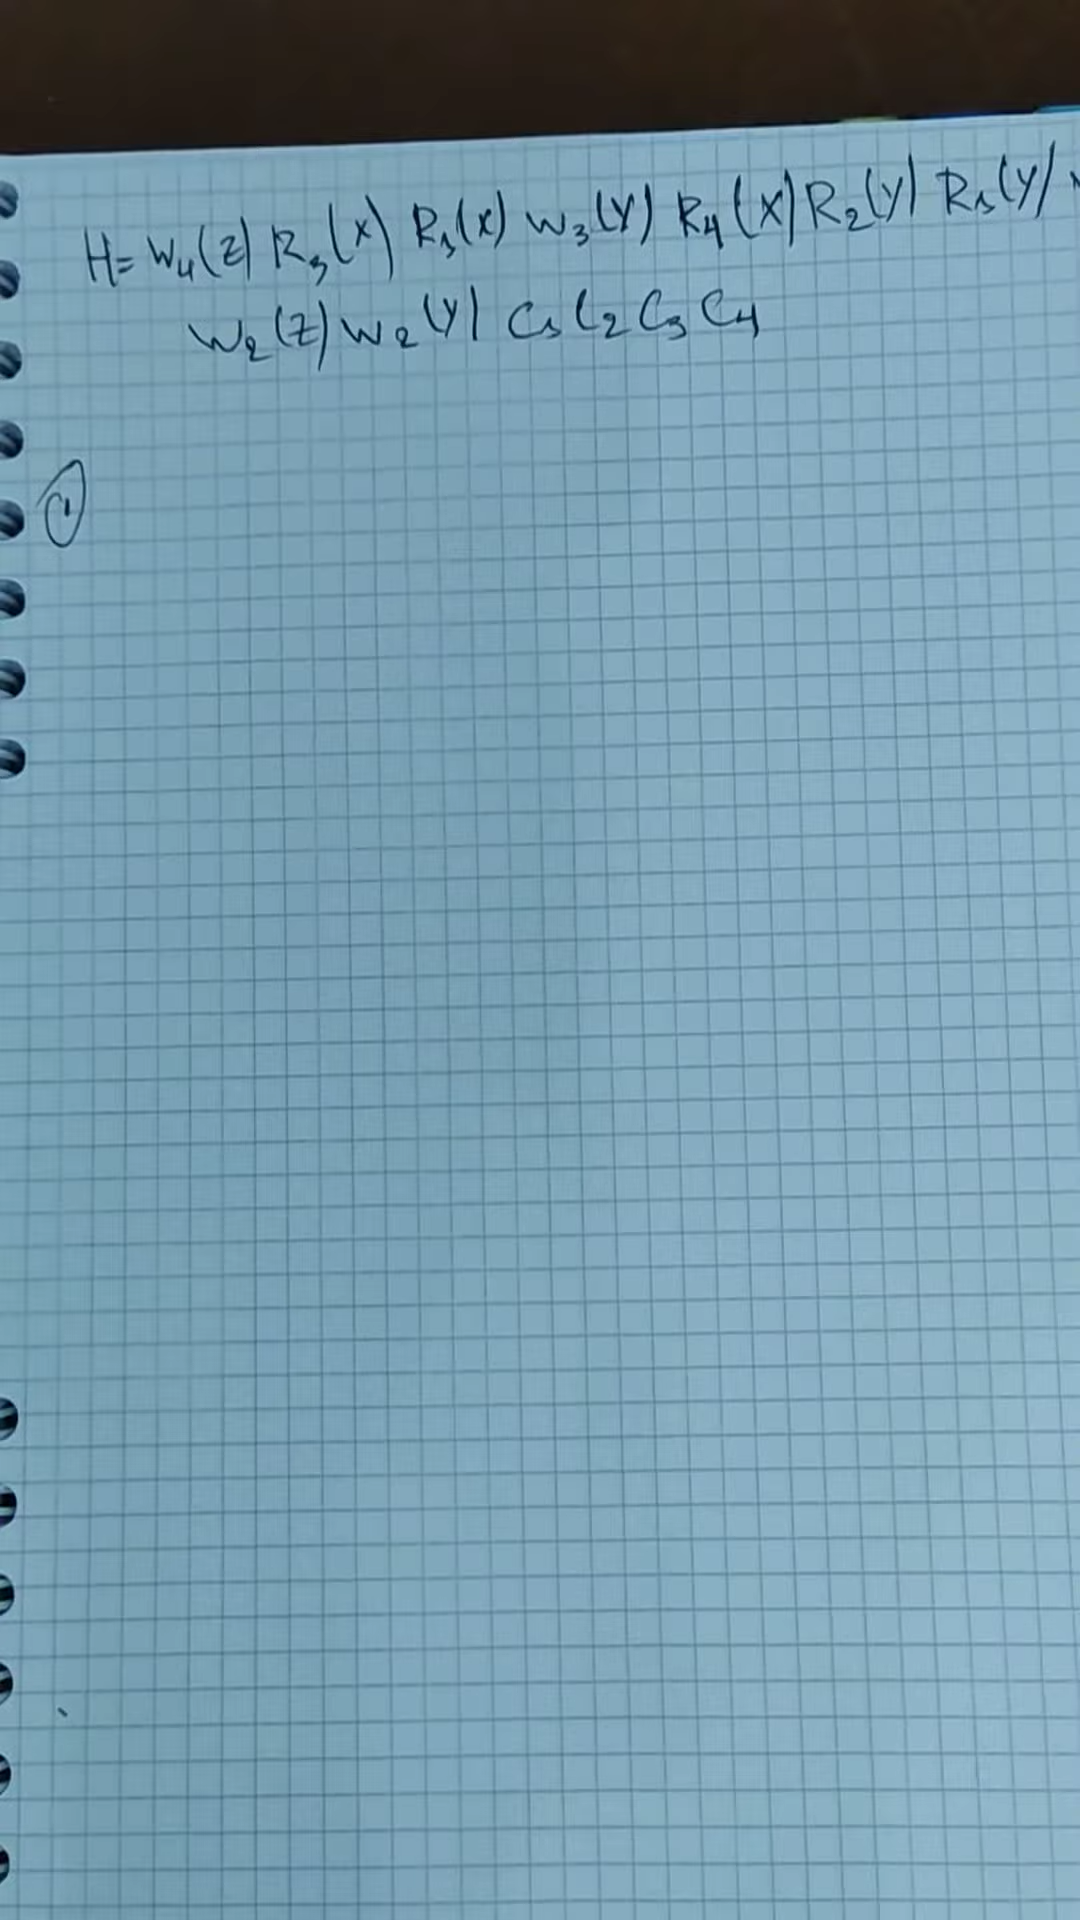 H= W₄(Z) R₃(X) R₁(X) W₃(Y) R₄(X) R₂(Y) R₁(Y)
W₂(Z) W₂(Y) C₁ C₂ C₃ C₄
①